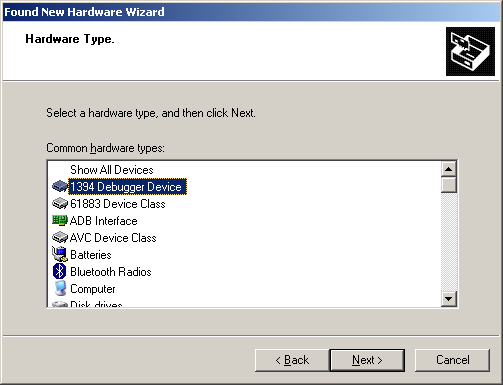 Found New Hardware Wizard
Hardware Type.
Select a hardware type, and then click Next.
Common hardware types:
Show All Devices
1394 Debugger Device
61883 Device Class
ADB Interface
AVC Device Class
Batteries
Bluetooth Radios
Computer
Disk drives
< Back Next > Cancel